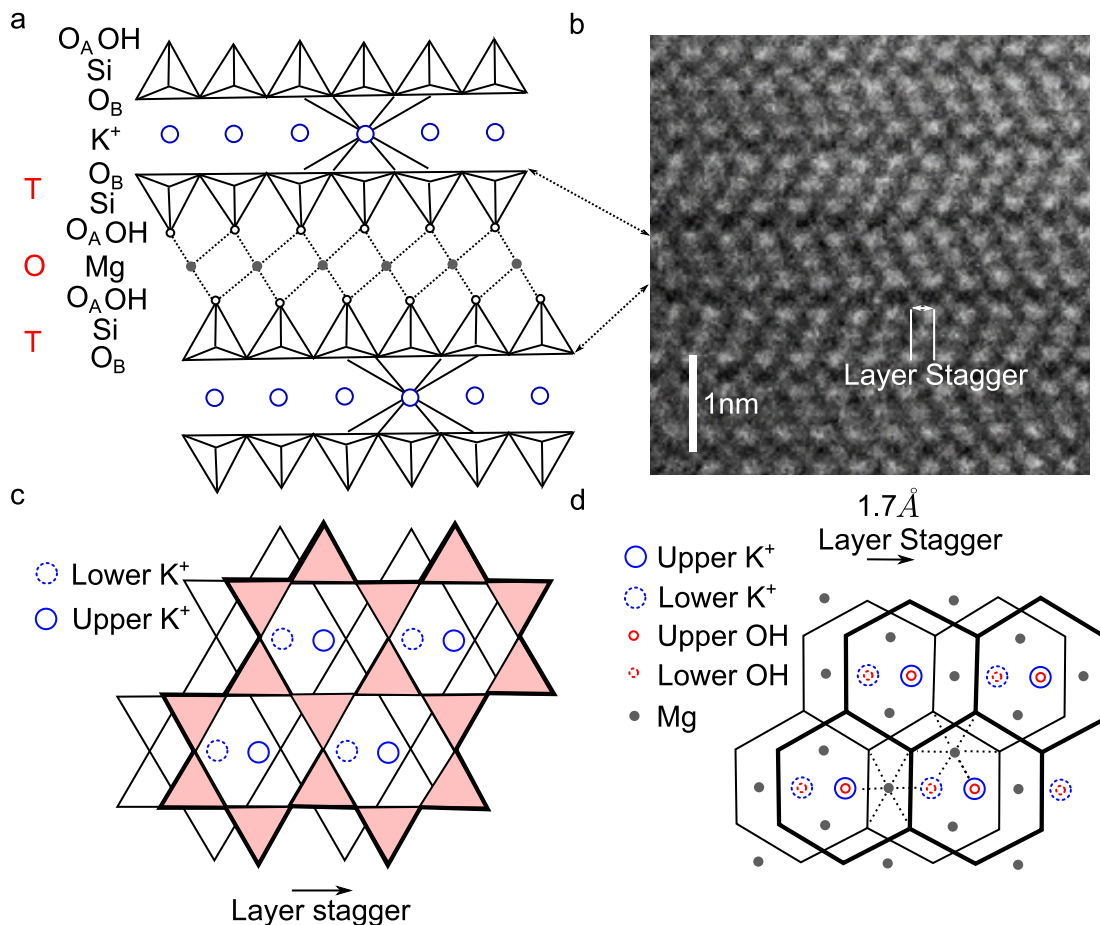 a
O_A OH
Si
O_B
K⁺
T
O_B
Si
O_A OH
O
Mg
O_A OH
T
Si
O_B
b
Layer Stagger
1nm
c
Lower K⁺
Upper K⁺
Layer stagger
d
1.7Å
Layer Stagger
Upper K⁺
Lower K⁺
Upper OH
Lower OH
Mg